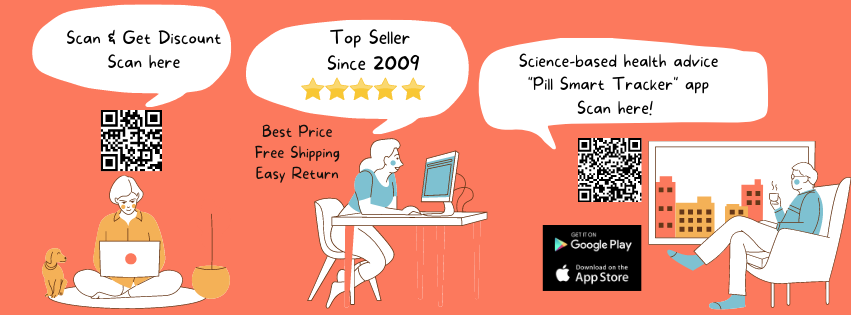 Scan & Get Discount
Scan here
Top Seller
Since 2009
Best Price
Free Shipping
Easy Return
Science-based health advice
"Pill Smart Tracker" app
Scan here!
GET IT ON
Google Play
Download on the
App Store